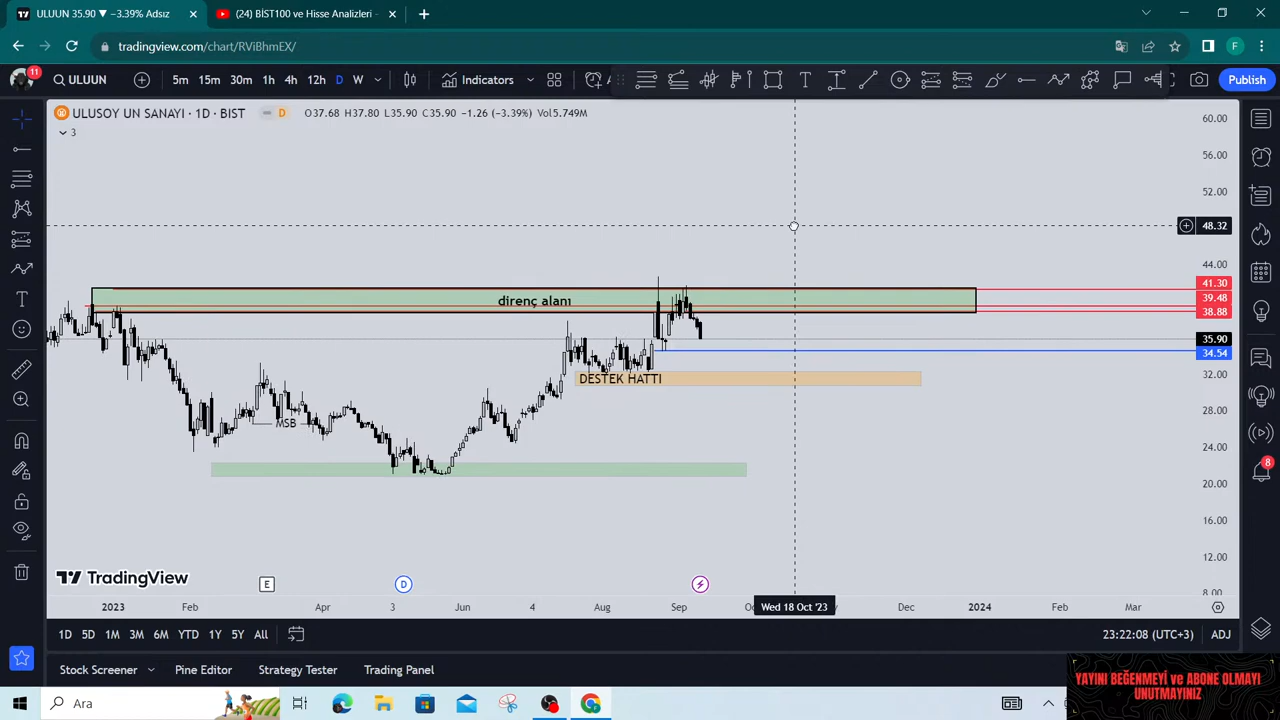 ULUUN 35.90 ▼ −3.39% Adsız
(24) BİST100 ve Hisse Analizleri -
tradingview.com/chart/RViBhmEX/
F
11
ULUUN
5m 15m 30m 1h 4h 12h D W
Indicators
Publish
ULUSOY UN SANAYI · 1D · BIST
D
O37.68 H37.80 L35.90 C35.90 −1.26 (−3.39%) Vol5.749M
3
60.00
56.00
52.00
48.32
44.00
41.30
39.48
38.88
35.90
34.54
32.00
28.00
24.00
20.00
16.00
12.00
8.00
direnç alanı
DESTEK HATTI
MSB
8
TradingView
E
D
2023 Feb Apr 3 Jun 4 Aug Sep Wed 18 Oct '23 Dec 2024 Feb Mar
1D 5D 1M 3M 6M YTD 1Y 5Y All
23:22:08 (UTC+3) ADJ
Stock Screener Pine Editor Strategy Tester Trading Panel
Ara
YAYINI BEĞENMEYİ ve ABONE OLMAYI
UNUTMAYINIZ